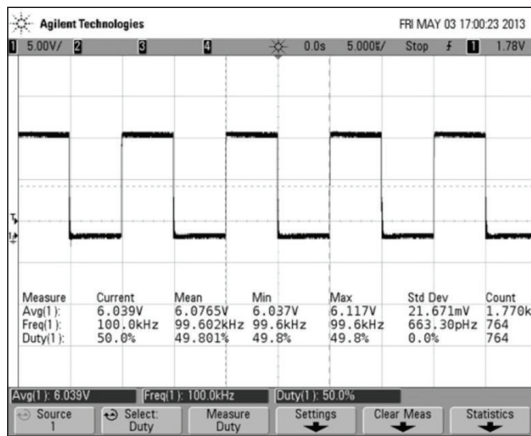 Agilent Technologies FRI MAY 03 17:00:23 2013
1 5.00V/ 2 3 4 0.0s 5.000%/ Stop 1 1.78V
T
1
Measure Current Mean Min Max Std Dev Count
Avg(1): 6.039V 6.0765V 6.037V 6.117V 21.671mV 1.770k
Freq(1): 100.0kHz 99.602kHz 99.6kHz 99.6kHz 663.30pHz 764
Duty(1): 50.0% 49.801% 49.8% 49.8% 0.0% 764
Avg(1): 6.039V Freq(1): 100.0kHz Duty(1): 50.0%
Source Select: Measure Settings Clear Meas Statistics
1 Duty Duty